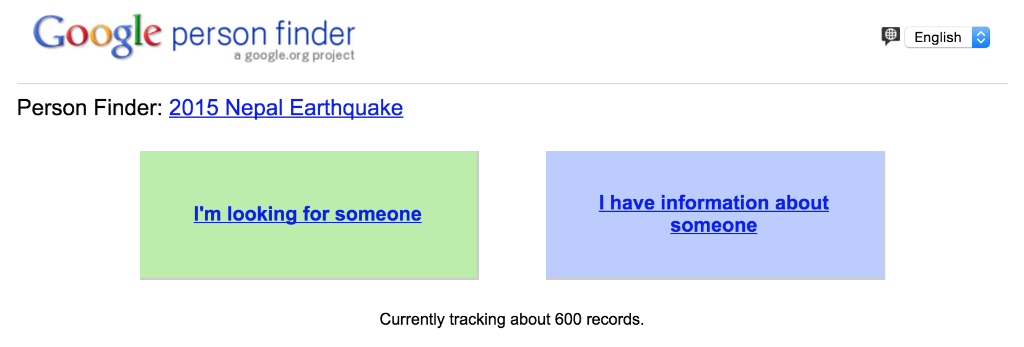 Google person finder
a google.org project
English
Person Finder: 2015 Nepal Earthquake
I'm looking for someone
I have information about
someone
Currently tracking about 600 records.